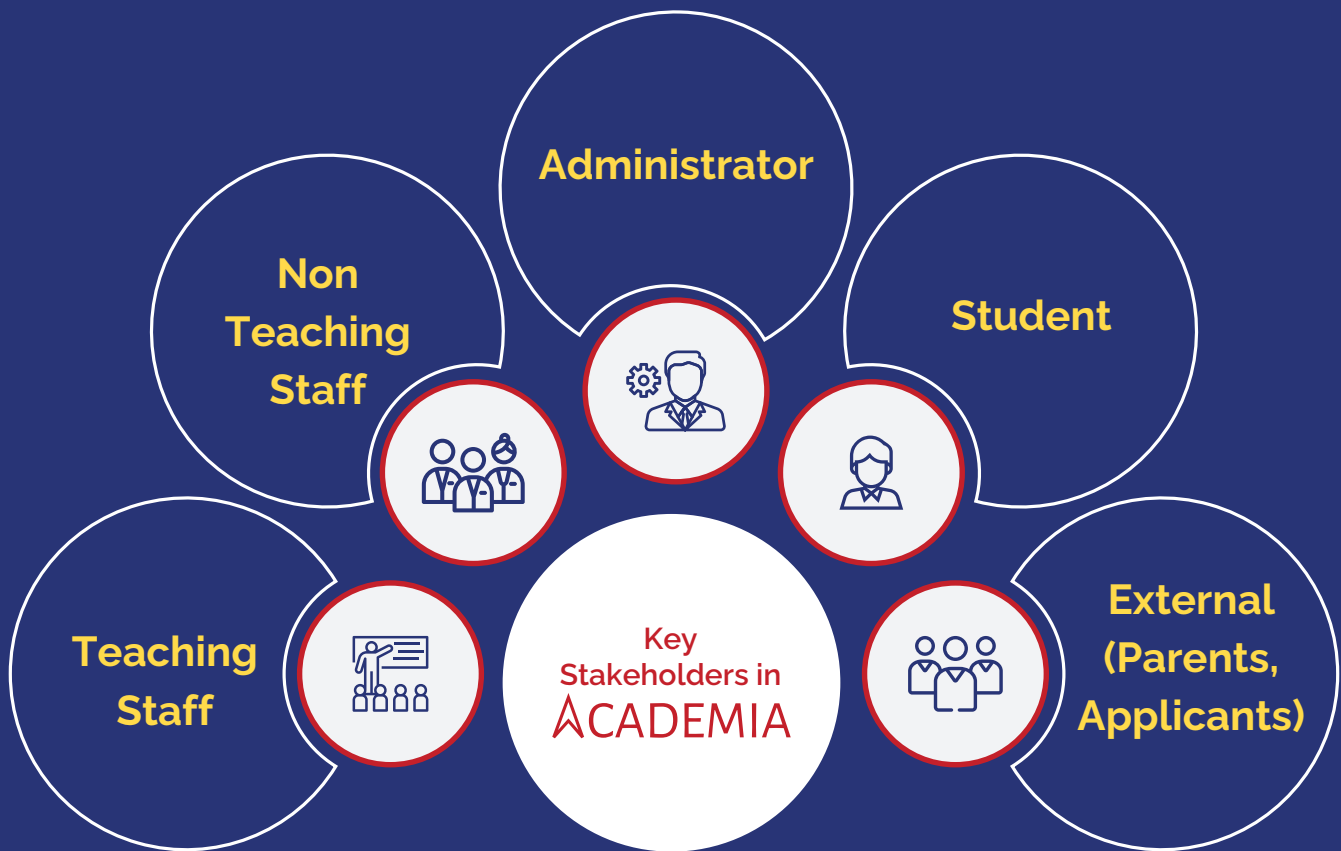 Administrator
Non
Teaching
Staff
Student
Teaching
Staff
External
(Parents,
Applicants)
Key
Stakeholders in
ACADEMIA